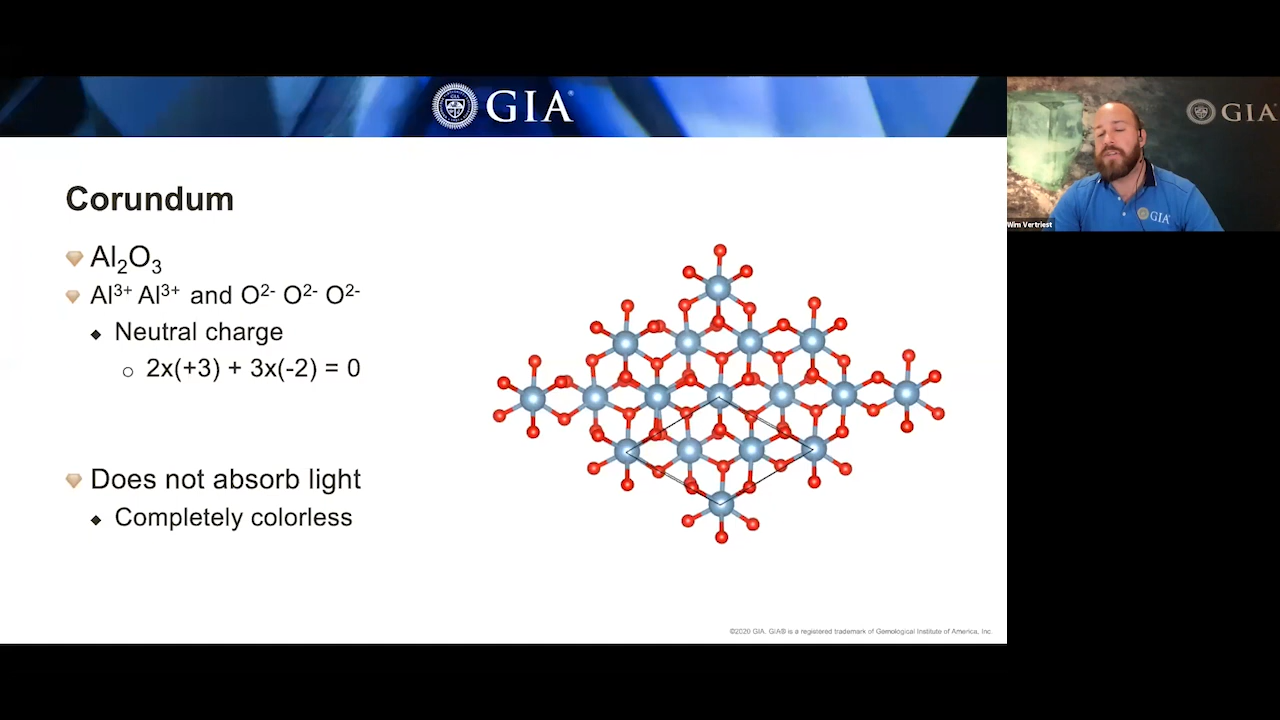 GIA®
Corundum
Al2O3
Al3+ Al3+ and O2- O2- O2-
Neutral charge
2x(+3) + 3x(-2) = 0
Does not absorb light
Completely colorless
©2020 GIA. GIA® is a registered trademark of Gemological Institute of America, Inc
GIA
GIA
Wim Vertriest